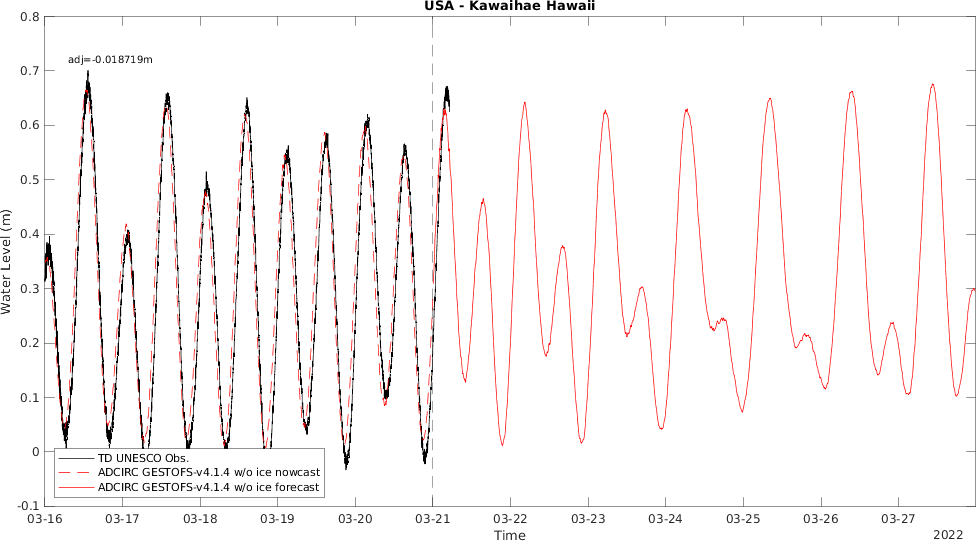 USA - Kawaihae Hawaii
0.8
0.7
0.6
0.5
0.4
0.3
0.2
0.1
0
-0.1
Water Level (m)
adj=-0.018719m
TD UNESCO Obs.
ADCIRC GESTOFS-v4.1.4 w/o ice nowcast
ADCIRC GESTOFS-v4.1.4 w/o ice forecast
03-16 03-17 03-18 03-19 03-20 03-21 03-22 03-23 03-24 03-25 03-26 03-27
Time
2022